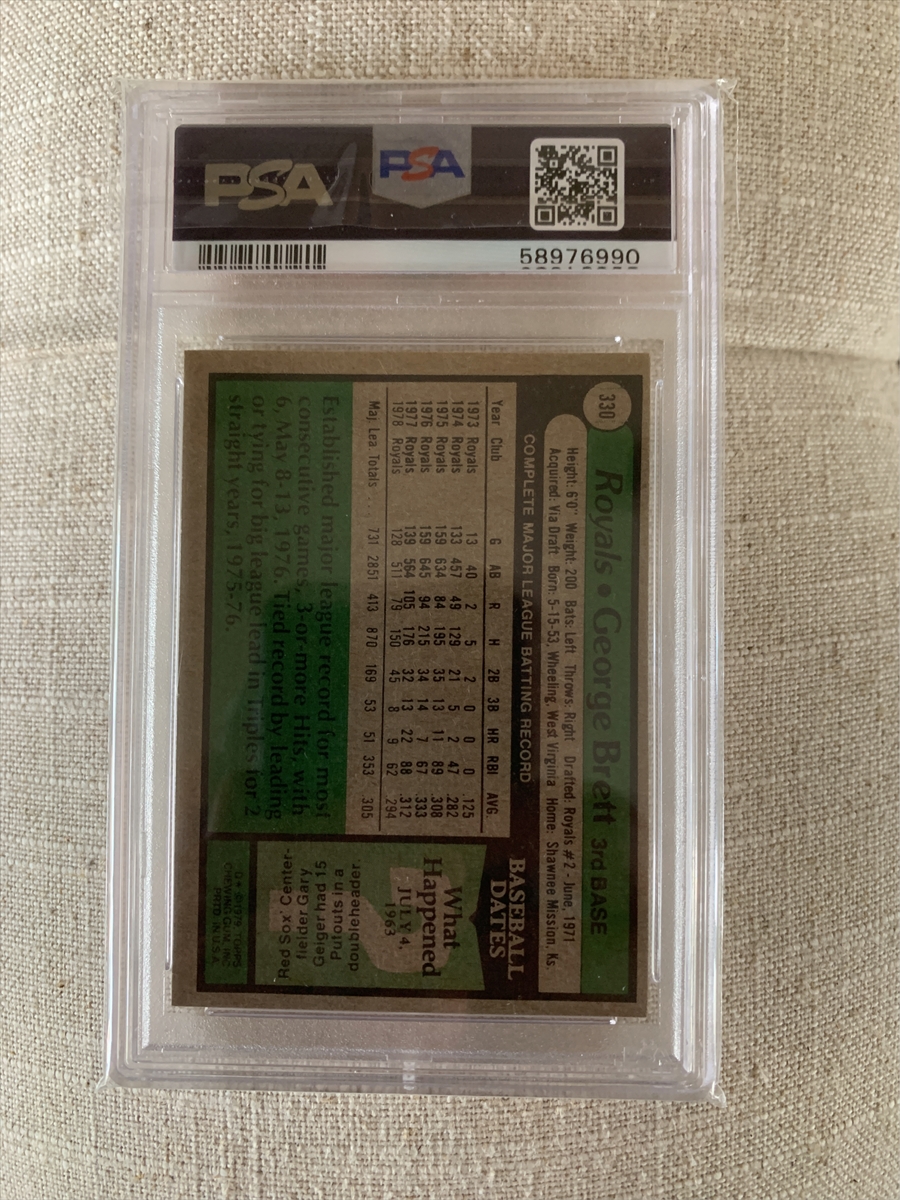 PSA
PSA
58976990
330
Royals • George Brett 3rd BASE
Height: 6'0" Weight: 200 Bats: Left Throws: Right Drafted: Royals #2 - June, 1971
Acquired: Via Draft Born: 5-15-53, Wheeling, West Virginia Home: Shawnee Mission, Ks.
COMPLETE MAJOR LEAGUE BATTING RECORD
Year Club G AB R H 2B 3B HR RBI AVG.
1973 Royals 13 40 2 5 2 0 0 0 .125
1974 Royals 133 457 49 129 21 5 2 47 .282
1975 Royals 159 634 84 195 35 13 11 89 .308
1976 Royals 159 645 94 215 34 14 7 67 .333
1977 Royals 139 564 105 176 32 13 22 88 .312
1978 Royals 128 511 79 150 45 8 9 62 .294
Maj. Lea. Totals 731 2851 413 870 169 53 51 353 .305
Established major league record for most
consecutive games, 3-or-more Hits, with
6, May 8-13, 1976. Tied record by leading
or tying for big league lead in Triples for 2
straight years, 1975-76.
BASEBALL
DATES
What
Happened
JULY 4,
1963
Red Sox' Center-
fielder Gary
Geiger had 15
Putouts in a
doubleheader.
© 1979 TOPPS
CHEWING GUM, INC.
PRTD. IN U.S.A.